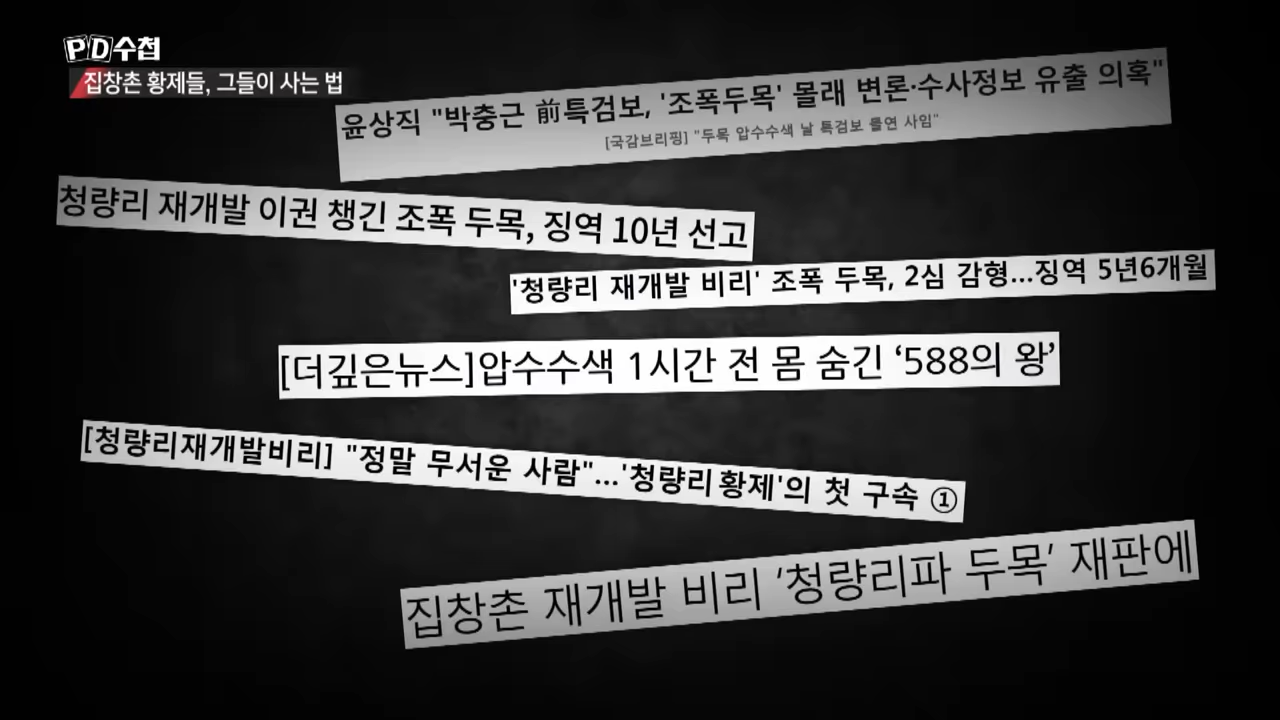 PD수첩
집창촌 황제들, 그들이 사는 법
윤상직 "박충근 前특검보, '조폭두목' 몰래 변론·수사정보 유출 의혹"
[국감브리핑] "두목 압수수색 날 특검보 돌연 사임"
청량리 재개발 이권 챙긴 조폭 두목, 징역 10년 선고
'청량리 재개발 비리' 조폭 두목, 2심 감형...징역 5년6개월
[더깊은뉴스]압수수색 1시간 전 몸 숨긴 ‘588의 왕’
[청량리재개발비리] "정말 무서운 사람"...'청량리 황제'의 첫 구속 ①
집창촌 재개발 비리 ‘청량리파 두목’ 재판에